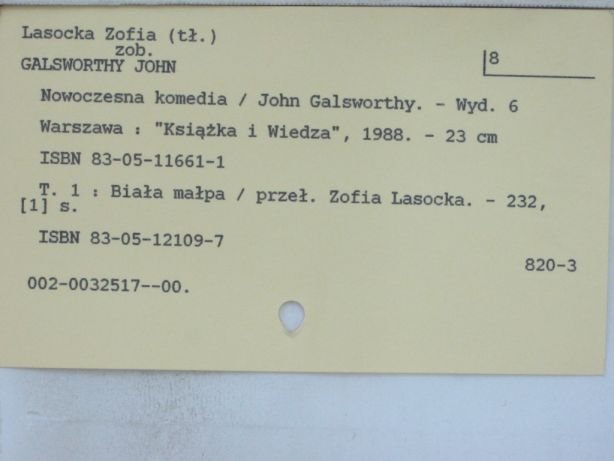 Lasocka Zofia (tł.)
zob.
GALSWORTHY JOHN
8
Nowoczesna komedia / John Galsworthy. - Wyd. 6
Warszawa : "Książka i Wiedza", 1988. - 23 cm
ISBN 83-05-11661-1
T. 1 : Biała małpa / przeł. Zofia Lasocka. - 232,
[1] s.
ISBN 83-05-12109-7
820-3
002-0032517--00.